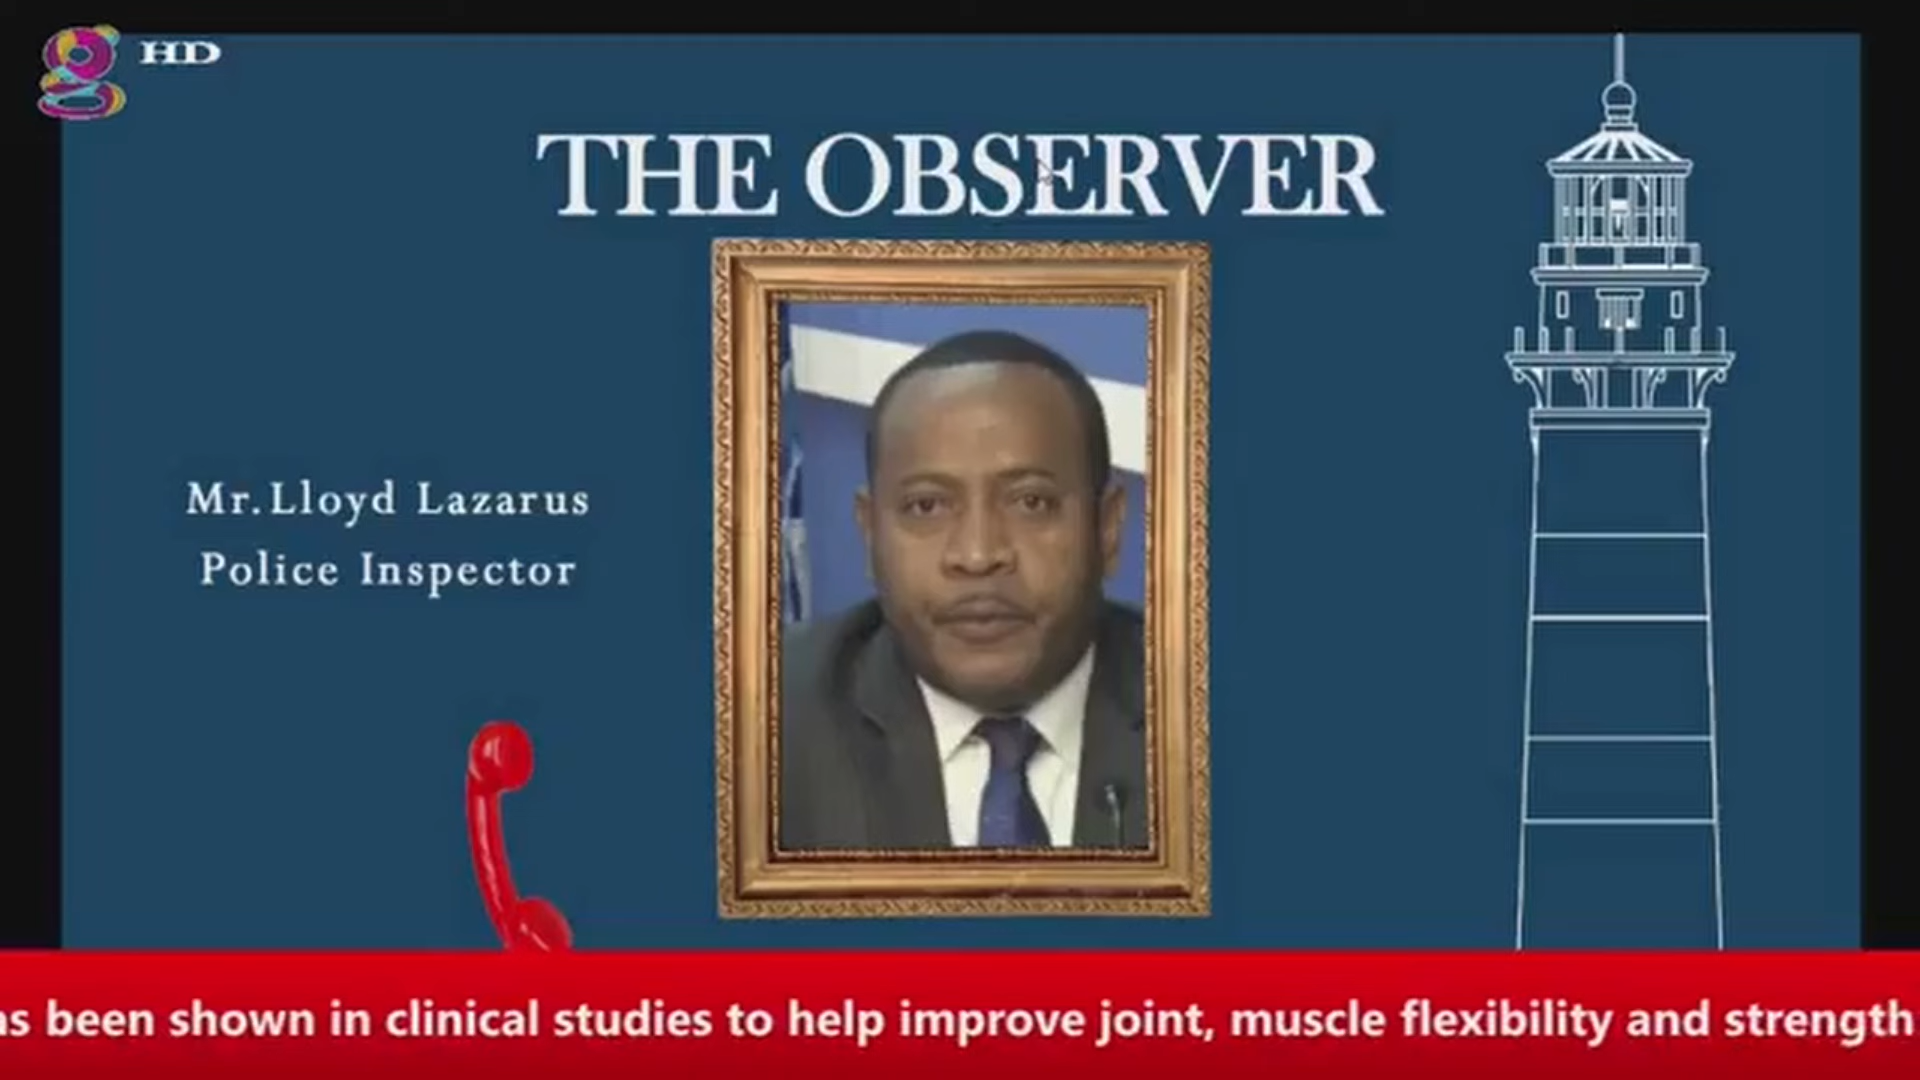 g HD
THE OBSERVER
Mr.Lloyd Lazarus
Police Inspector
as been shown in clinical studies to help improve joint, muscle flexibility and strength